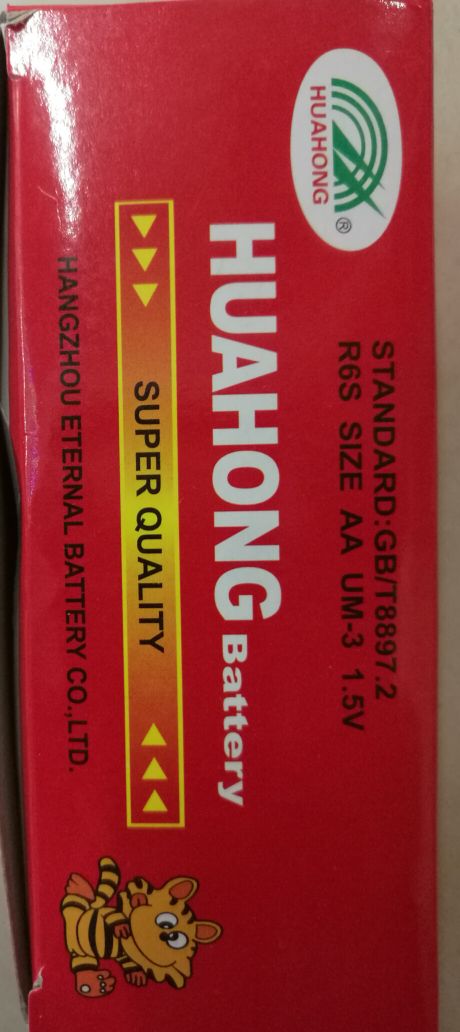 HUAHONG
®
STANDARD:GB/T8897.2
R6S SIZE AA UM-3 1.5V
HUAHONG Battery
SUPER QUALITY
HANGZHOU ETERNAL BATTERY CO.,LTD.